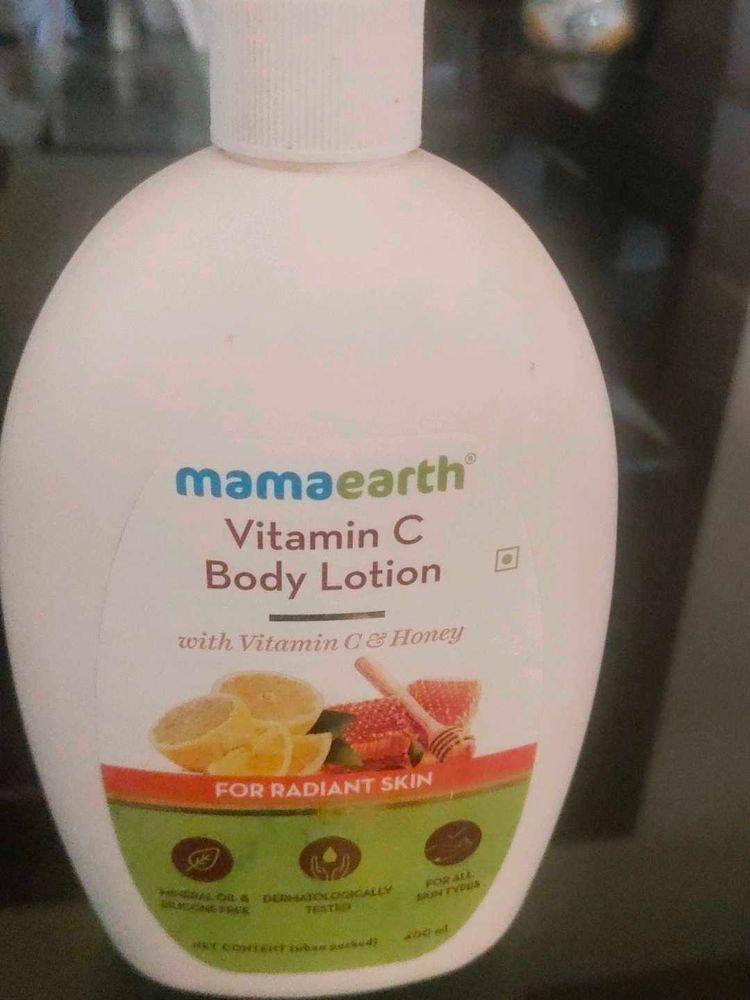 mamaearth®
Vitamin C
Body Lotion
with Vitamin C & Honey
FOR RADIANT SKIN
MINERAL OIL &
SILICONE FREE
DERMATOLOGICALLY
TESTED
FOR ALL
SKIN TYPES
NET CONTENT (when packed) 400 ml